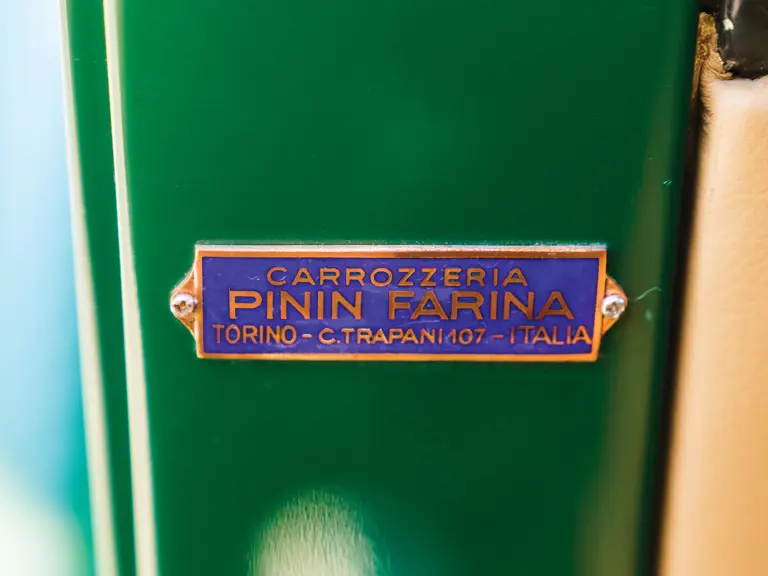 CARROZZERIA
PININ FARINA
TORINO - C.TRAPANI 107 - ITALIA